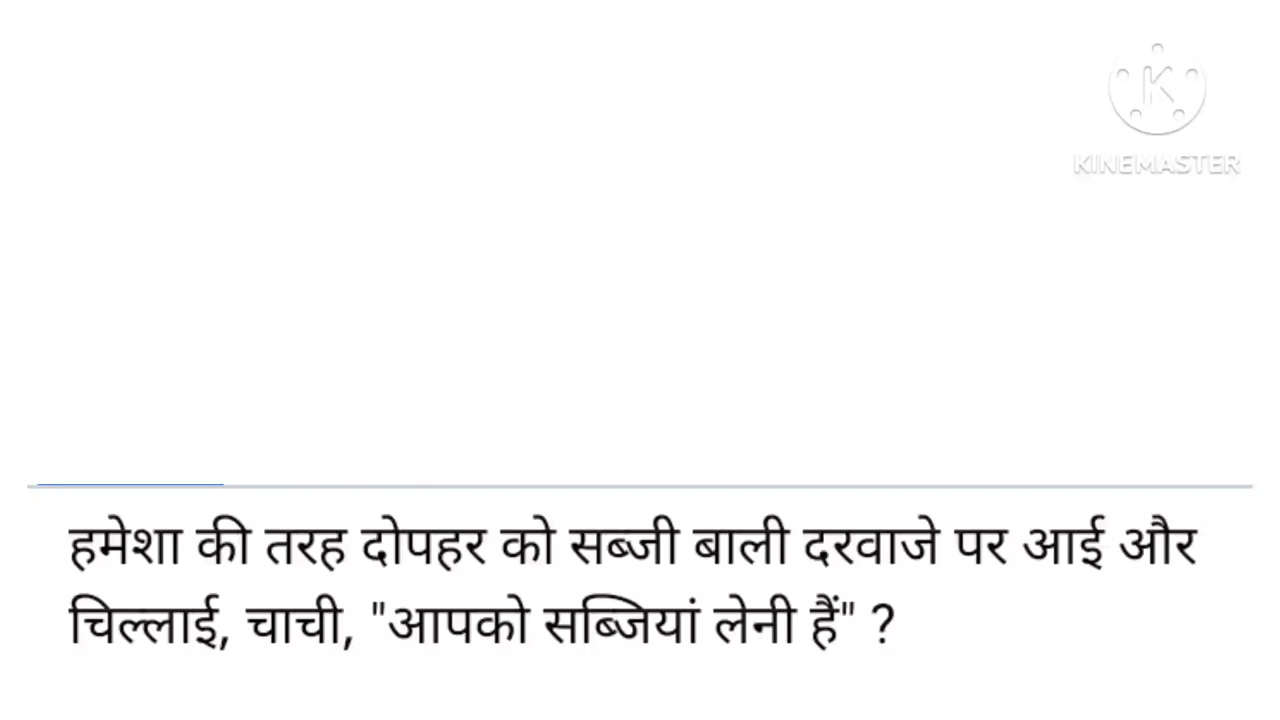 KINEMASTER
हमेशा की तरह दोपहर को सब्जी बाली दरवाजे पर आई और
चिल्लाई, चाची, "आपको सब्जियां लेनी हैं" ?